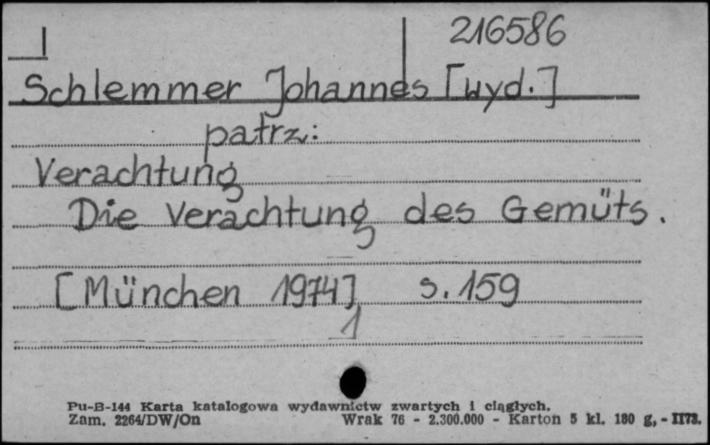 216586
Schlemmer Johannes [wyd.]
patrz:
Verachtung
Die Verachtung des Gemüts.
[München 1974] s. 159
1
Pu-B-144 Karta katalogowa wydawnictw zwartych i ciągłych.
Zam. 2264/DW/On Wrak 76 - 2.300.000 - Karton 5 kl. 180 g, - II78.